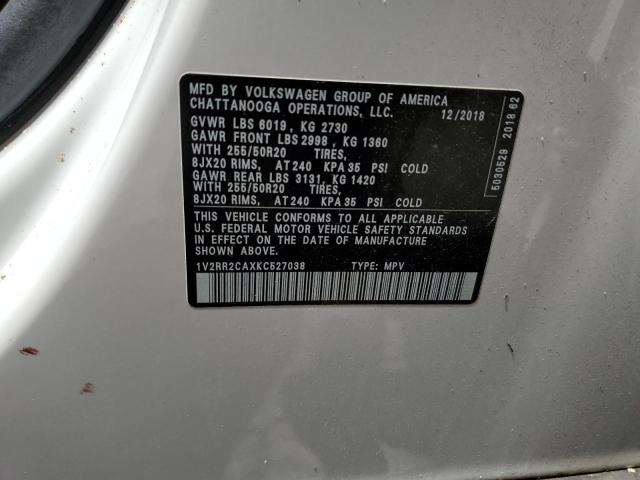 MFD BY VOLKSWAGEN GROUP OF AMERICA
CHATTANOOGA OPERATIONS, LLC. 12/2018
GVWR LBS 6019, KG 2730
GAWR FRONT LBS 2998, KG 1360
WITH 255/50R20 TIRES,
8JX20 RIMS, AT 240 KPA 35 PSI COLD
GAWR REAR LBS 3131, KG 1420
WITH 255/50R20 TIRES,
8JX20 RIMS, AT 240 KPA 35 PSI COLD
THIS VEHICLE CONFORMS TO ALL APPLICABLE
U.S. FEDERAL MOTOR VEHICLE SAFETY STANDARDS
IN EFFECT ON THE DATE OF MANUFACTURE
SHOWN ABOVE.
1V2RR2CAXKC527038 TYPE: MPV
5030529 2018 62